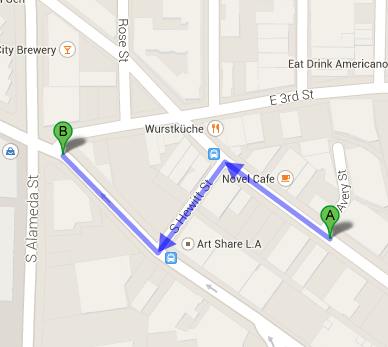 City Brewery
Rose St
Eat Drink Americano
E 3rd St
Wurstküche
B
Novel Cafe
S Hewitt St
Avery St
A
S Alameda St
Art Share L.A